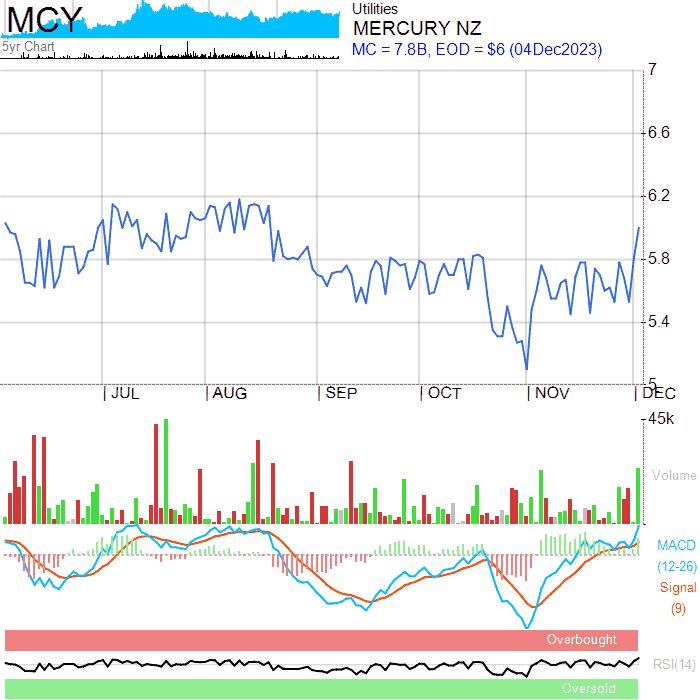 MCY
5yr Chart
Utilities
MERCURY NZ
MC = 7.8B, EOD = $6 (04Dec2023)
7
6.6
6.2
5.8
5.4
5
JUL AUG SEP OCT NOV DEC
45k
Volume
MACD
(12-26)
Signal
(9)
Overbought
RSI(14)
Oversold